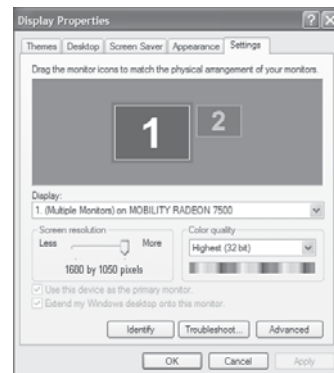 Display Properties
Themes Desktop Screen Saver Appearance Settings
Drag the monitor icons to match the physical arrangement of your monitors.
1 2
Display:
1. (Multiple Monitors) on MOBILITY RADEON 7500
Screen resolution Color quality
Less More Highest (32 bit)
1680 by 1050 pixels
Use this device as the primary monitor.
Extend my Windows desktop onto this monitor.
Identify Troubleshoot... Advanced
OK Cancel Apply